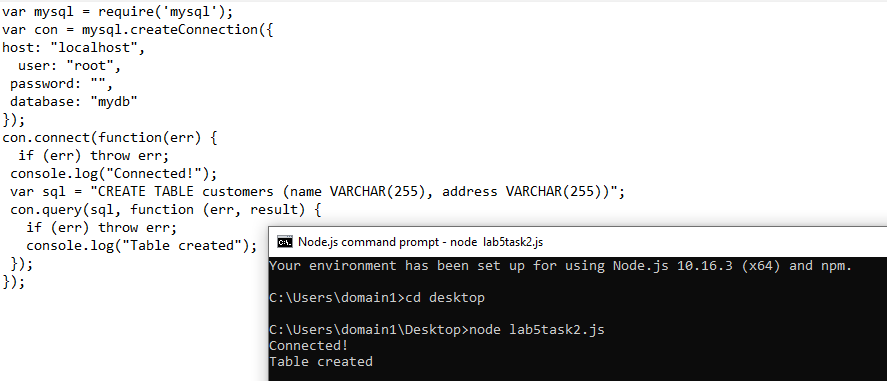 var mysql = require('mysql');
var con = mysql.createConnection({
host: "localhost",
  user: "root",
 password: "",
 database: "mydb"
});
con.connect(function(err) {
  if (err) throw err;
 console.log("Connected!");
 var sql = "CREATE TABLE customers (name VARCHAR(255), address VARCHAR(255))";
 con.query(sql, function (err, result) {
   if (err) throw err;
   console.log("Table created");
 });
});
Node.js command prompt - node lab5task2.js
Your environment has been set up for using Node.js 10.16.3 (x64) and npm.
C:\Users\domain1>cd desktop
C:\Users\domain1\Desktop>node lab5task2.js
Connected!
Table created